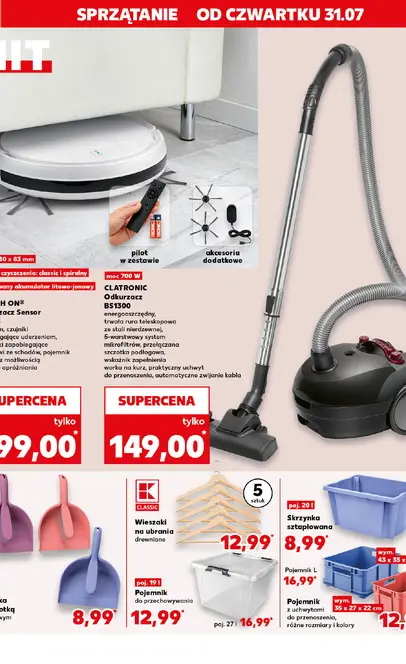 SPRZĄTANIE OD CZWARTKU 31.07
HIT
pilot
w zestawie
akcesoria
dodatkowe
x 83 mm
czyszczenia: classic i spiralny
wany akumulator litowo-jonowy
H ON®
zacz Sensor
n, czujniki
gające uderzeniom,
ki zapobiegające
wi ze schodów, pojemnik
z możliwością
opróżniania
SUPERCENA
tylko
99,00*
moc 700 W
CLATRONIC
Odkurzacz
BS1300
energooszczędny,
trwała rura teleskopowa
ze stali nierdzewnej,
5-warstwowy system
mikrofiltrów, przełączana
szczotka podłogowa,
wskaźnik zapełnienia
worka na kurz, praktyczny uchwyt
do przenoszenia, automatyczne zwijanie kabla
SUPERCENA
tylko
149,00*
ka
otką
wym
8,99*
K
CLASSIC
Wieszaki
na ubrania
drewniane
5
sztuk
12,99*
poj. 19 l
Pojemnik
do przechowywania
12,99*
poj. 27 l 16,99*
poj. 20 l
Skrzynka
sztaplowana
8,99*
Pojemnik L
16,99*
wym.
43 x 35 x
wym.
35 x 27 x 22 cm
Pojemnik
z uchwytami
do przenoszenia,
różne rozmiary i kolory
12,